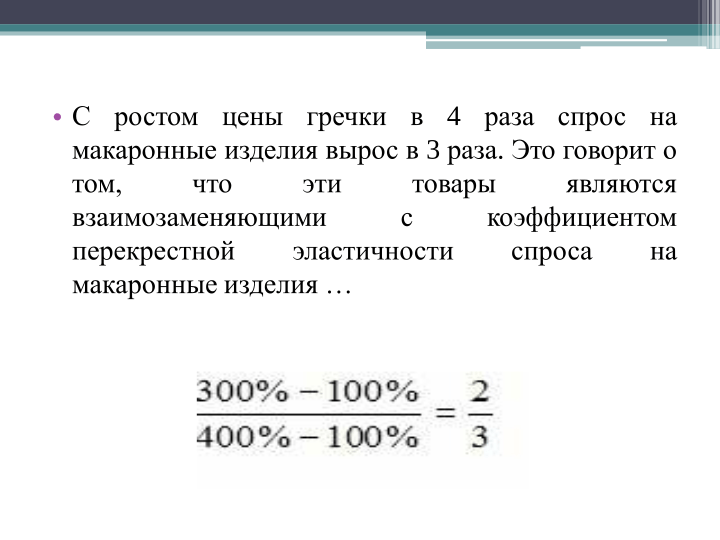 • С ростом цены гречки в 4 раза спрос на
макаронные изделия вырос в 3 раза. Это говорит о
том, что эти товары являются
взаимозаменяющими с коэффициентом
перекрестной эластичности спроса на
макаронные изделия …
300% − 100% / 400% − 100% = 2/3